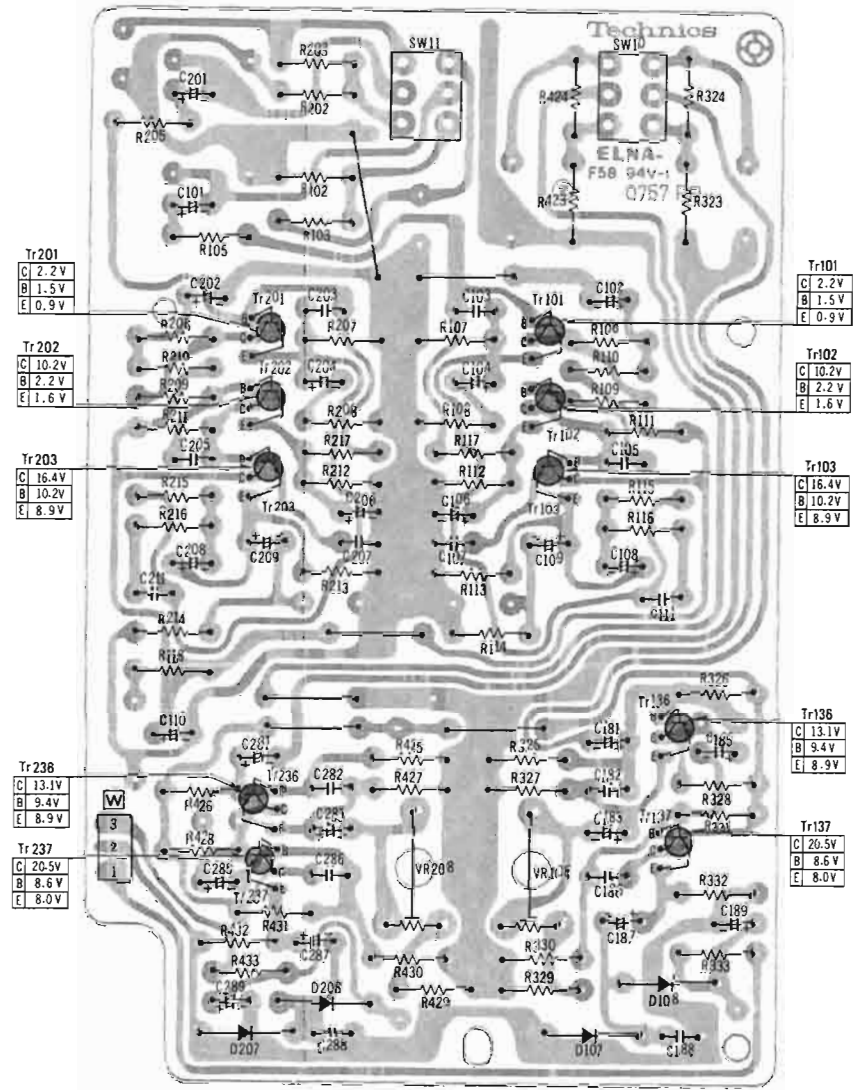 Technics
SW11
SW10
R203
C201
R202
R205
R424
R324
ELNA-
F58 94V-1
0757
R102
C101
R103
R105
R423
R323
Tr201
C 2.2V
B 1.5V
E 0.9V
Tr101
C 2.2V
B 1.5V
E 0.9V
C202
Tr201
C203
C103
Tr101
C102
R206
R207
R107
Tr202
C 10.2V
B 2.2V
E 1.6V
Tr102
C 10.2V
B 2.2V
E 1.6V
R210
Tr202
C204
C104
R110
R209
R109
R211
R208
R108
Tr102
R111
Tr203
C 16.4V
B 10.2V
E 8.9V
Tr103
C 16.4V
B 10.2V
E 8.9V
C205
R217
R117
C105
R215
R212
R112
R115
R216
Tr203
C206
C106
Tr103
R116
C208
C209
C207
C107
C109
C108
C211
R213
R113
C111
R214
R114
R326
C110
C281
Tr236
C282
R427
R327
C181
C182
Tr136
C185
Tr136
C 13.1V
B 9.4V
E 8.9V
Tr236
C 13.1V
B 9.4V
E 8.9V
W
3
2
1
R426
R328
R428
C183
Tr137
Tr237
C 20.5V
B 8.6V
E 8.0V
Tr137
C 20.5V
B 8.6V
E 8.0V
C285
C286
VR208
Tr237
R431
R332
R432
C287
C187
C189
R433
R430
R330
R333
C289
D208
R429
R329
D108
D207
C288
D107
C188